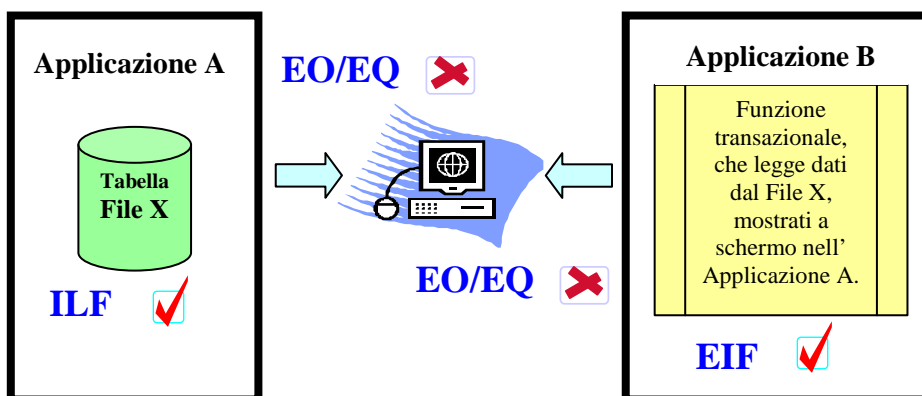 Applicazione A
Tabella
File X
ILF
EO/EQ
EO/EQ
Applicazione B
Funzione
transazionale,
che legge dati
dal File X,
mostrati a
schermo nell'
Applicazione A.
EIF